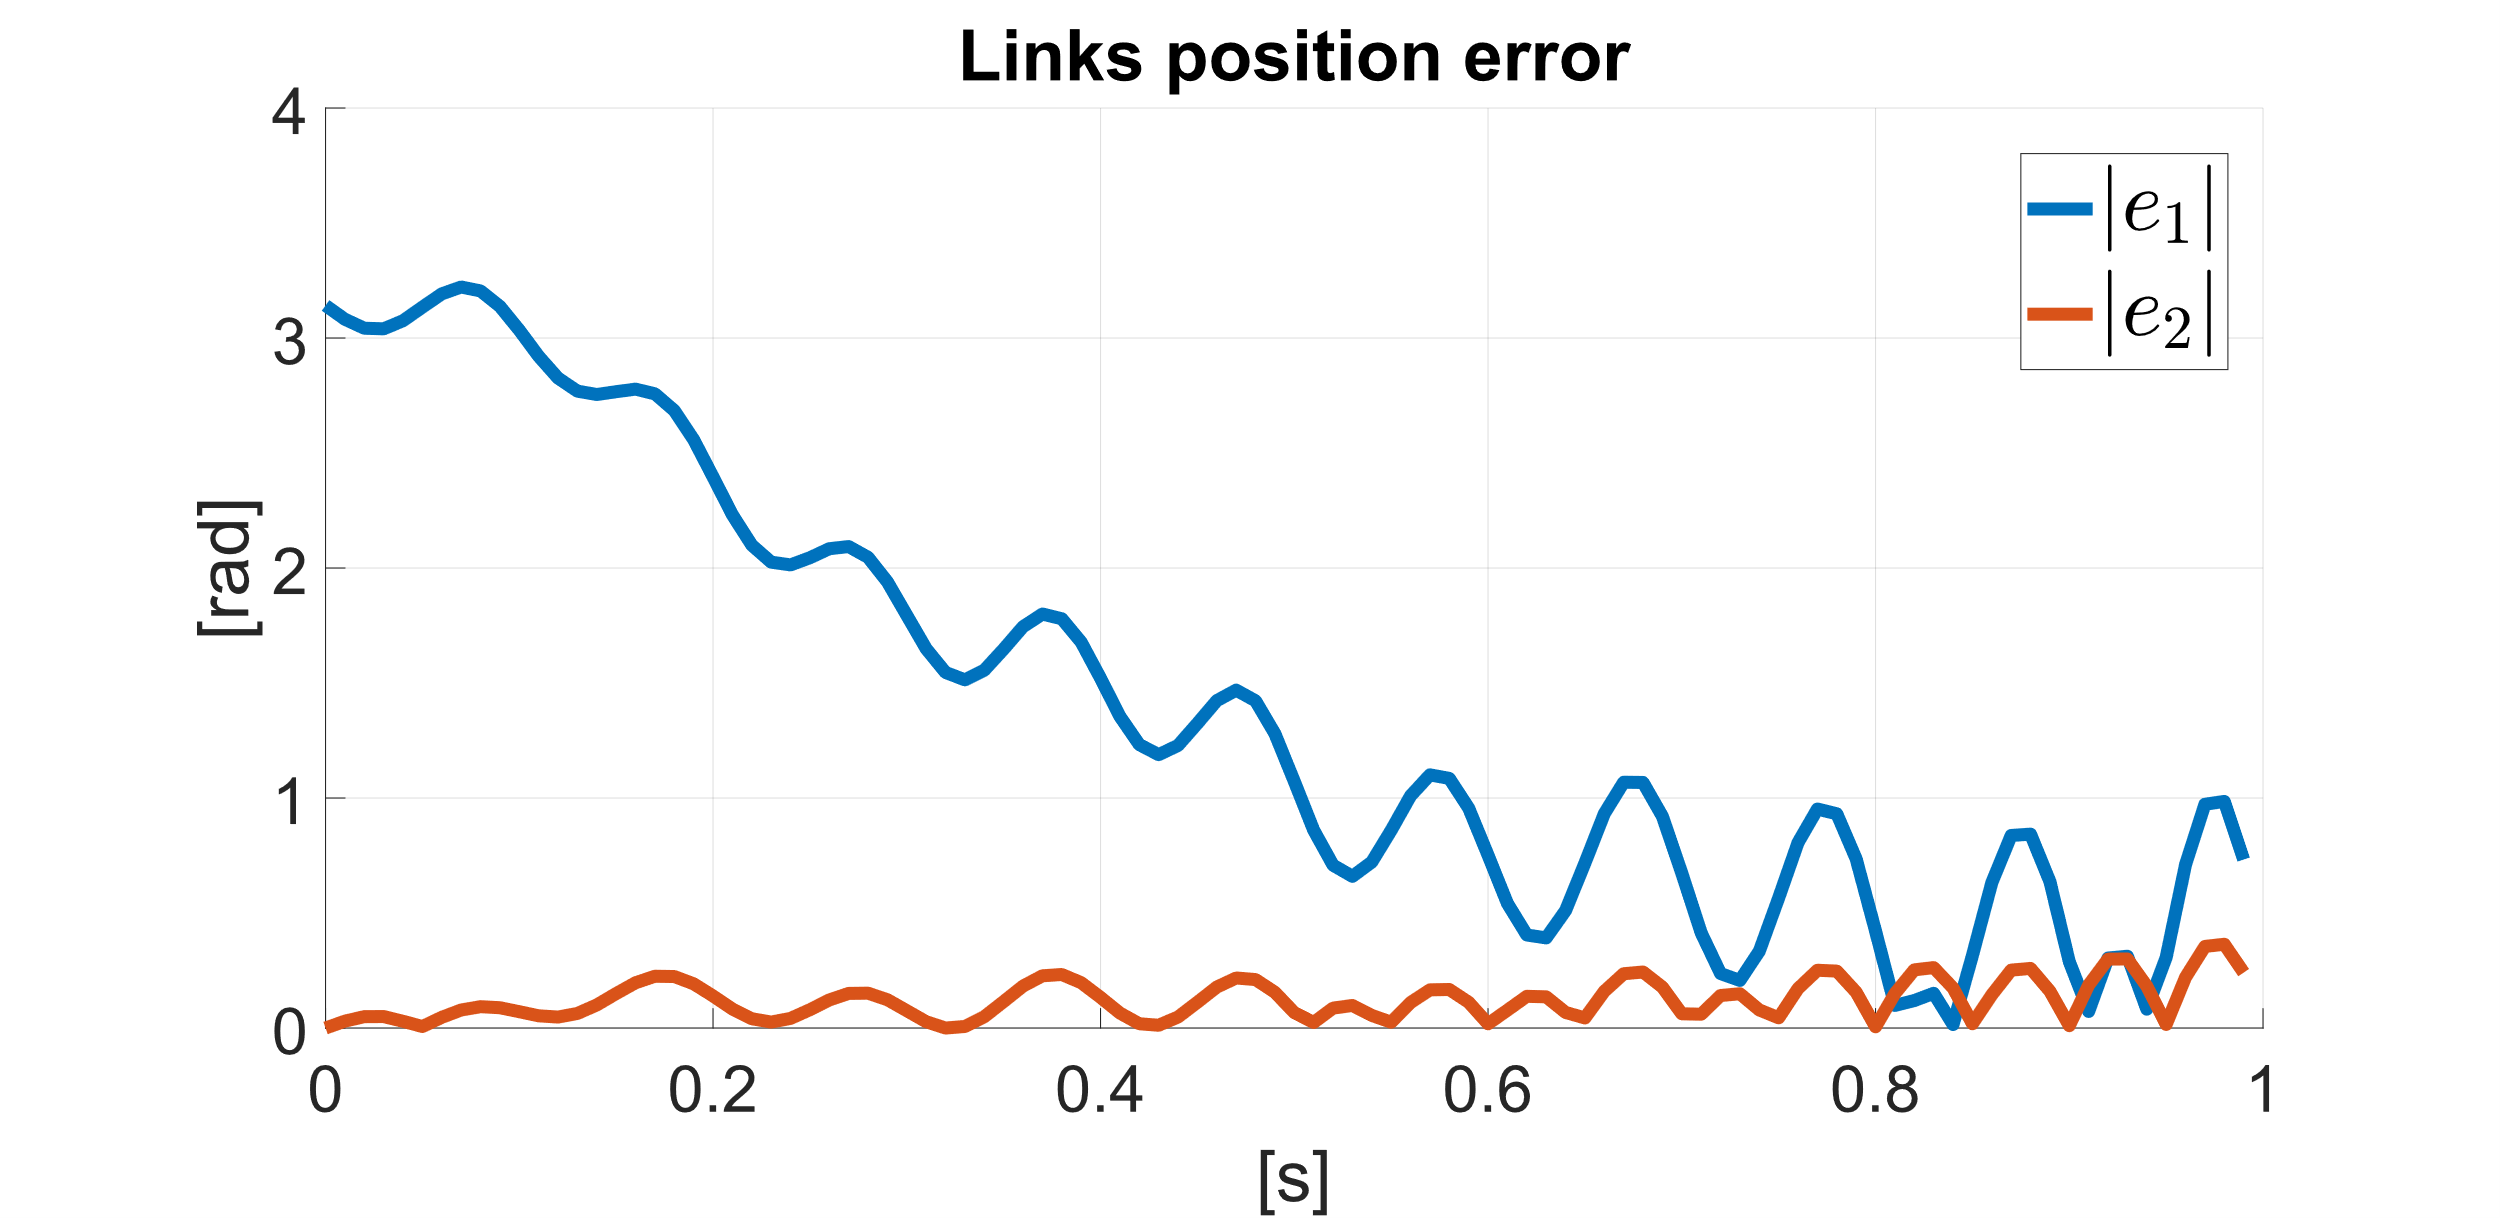 Links position error
4
3
2
1
0
[rad]
|e₁|
|e₂|
0 0.2 0.4 0.6 0.8 1
[s]